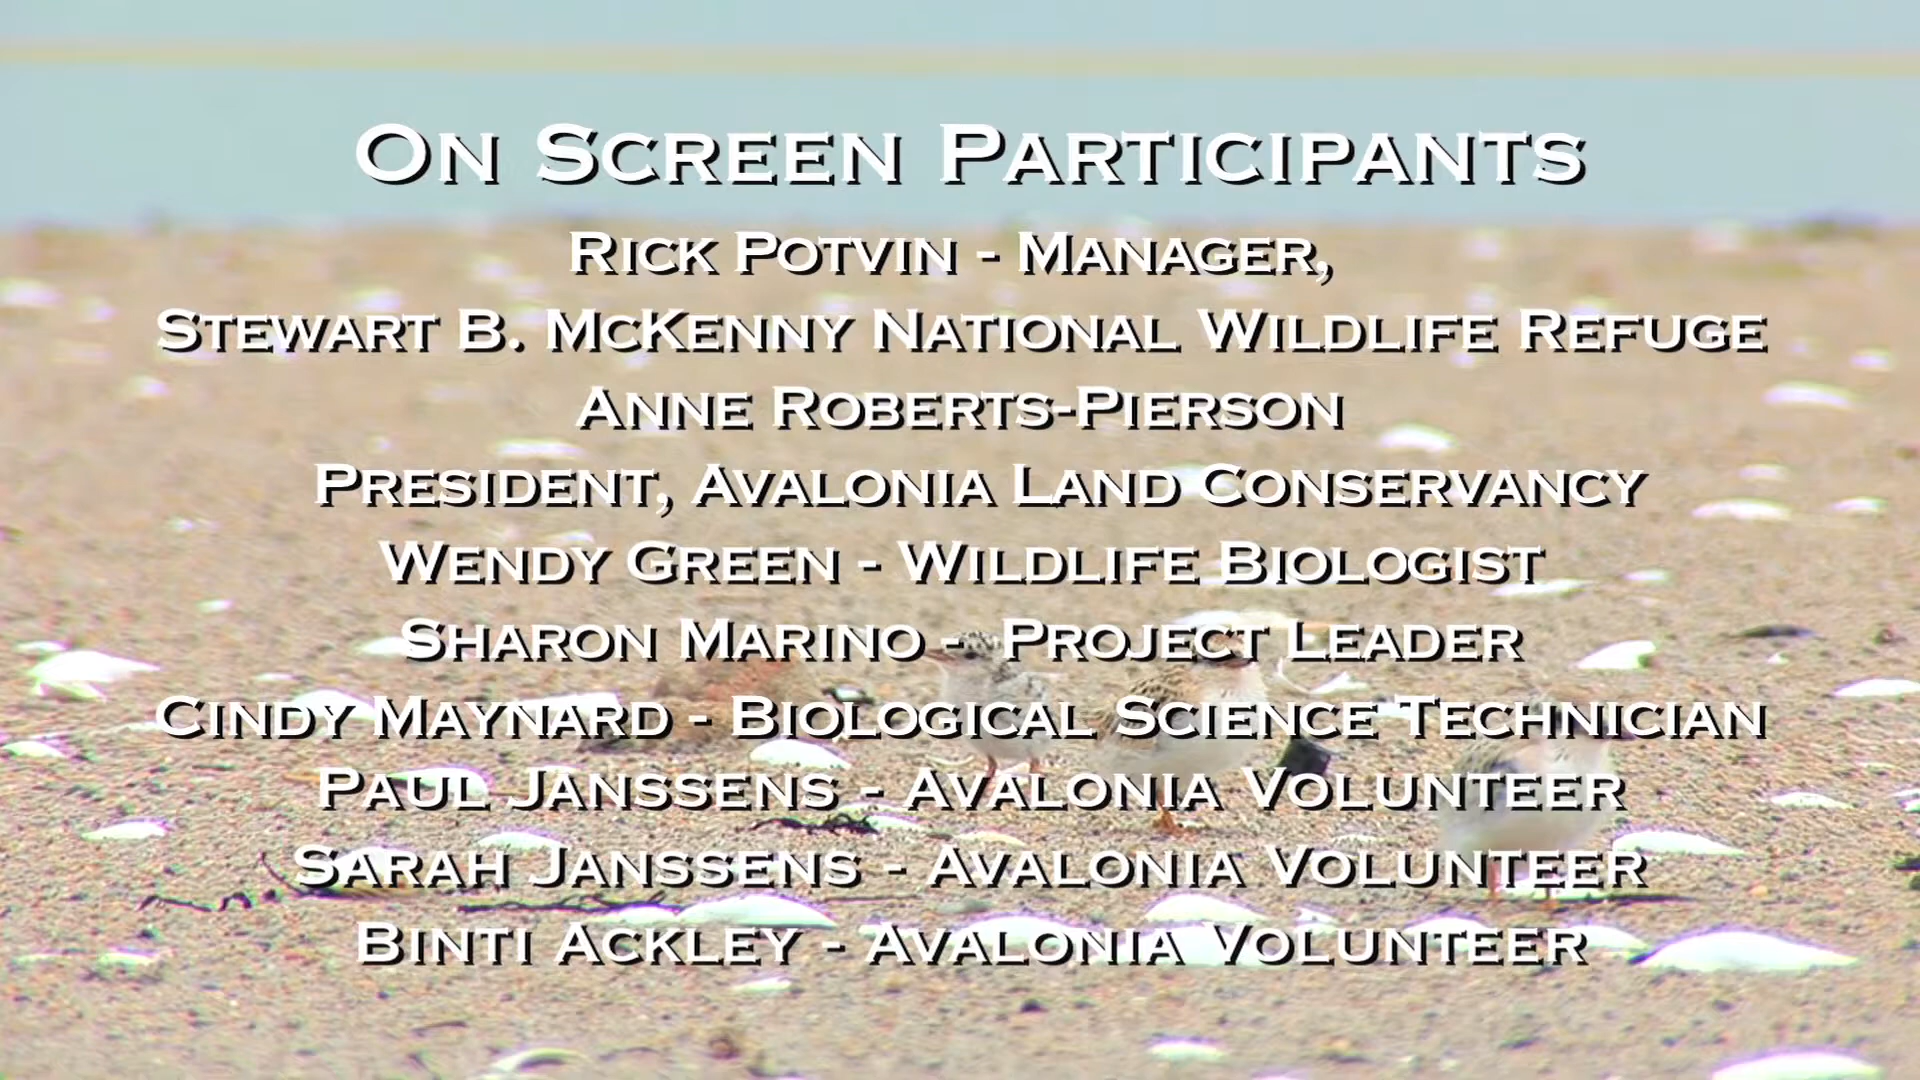 On Screen Participants
Rick Potvin - Manager,
Stewart B. McKenny National Wildlife Refuge
Anne Roberts-Pierson
President, Avalonia Land Conservancy
Wendy Green - Wildlife Biologist
Sharon Marino - Project Leader
Cindy Maynard - Biological Science Technician
Paul Janssens - Avalonia Volunteer
Sarah Janssens - Avalonia Volunteer
Binti Ackley - Avalonia Volunteer